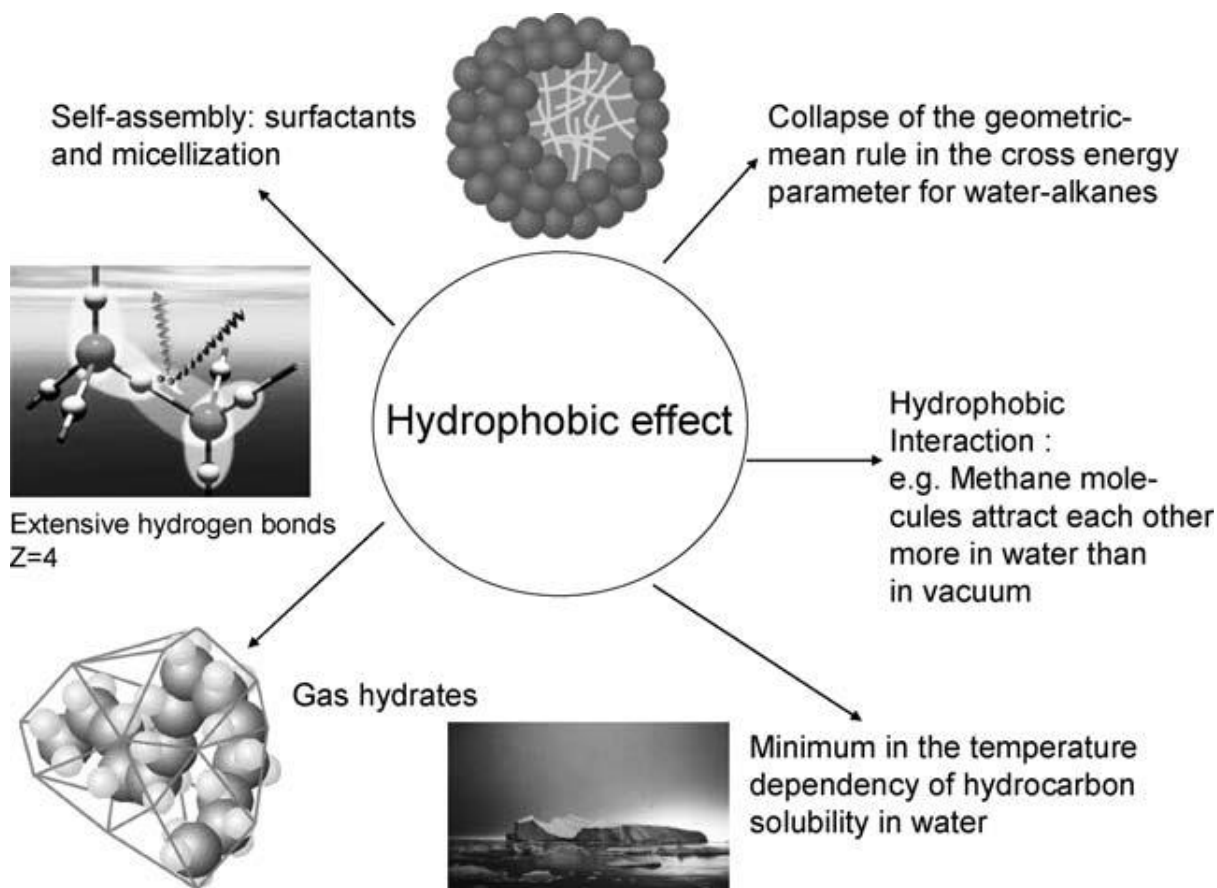 Self-assembly: surfactants
and micellization
Collapse of the geometric-
mean rule in the cross energy
parameter for water-alkanes
Hydrophobic effect
Hydrophobic
Interaction :
e.g. Methane mole-
cules attract each other
more in water than
in vacuum
Extensive hydrogen bonds
Z=4
Gas hydrates
Minimum in the temperature
dependency of hydrocarbon
solubility in water